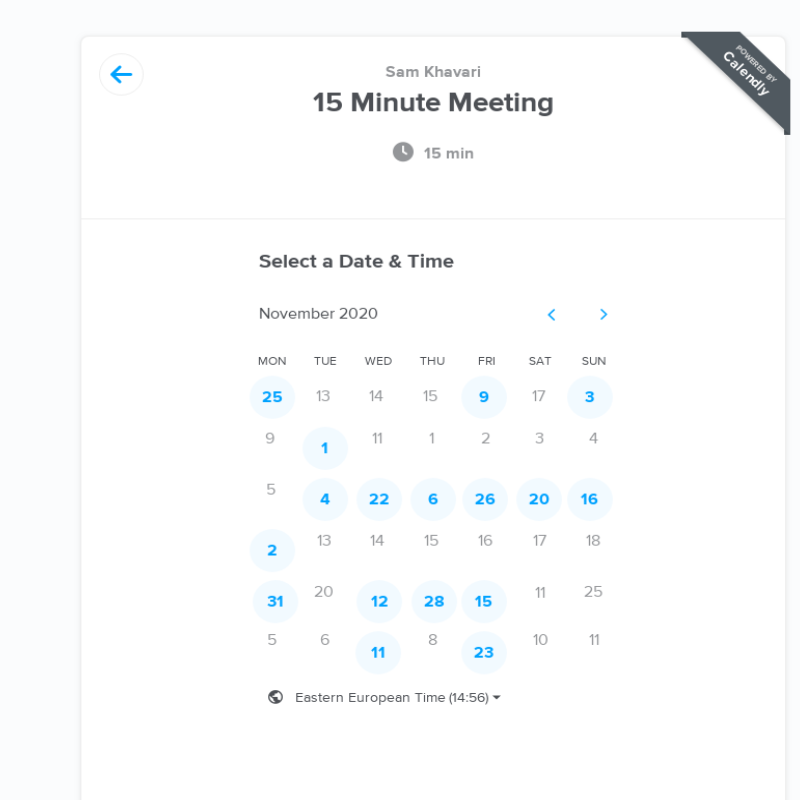 POWERED BY
Calendly
Sam Khavari
15 Minute Meeting
15 min
Select a Date & Time
November 2020
MON TUE WED THU FRI SAT SUN
25 13 14 15 9 17 3
9 1 11 1 2 3 4
5 4 22 6 26 20 16
2 13 14 15 16 17 18
31 20 12 28 15 11 25
5 6 11 8 23 10 11
Eastern European Time (14:56)